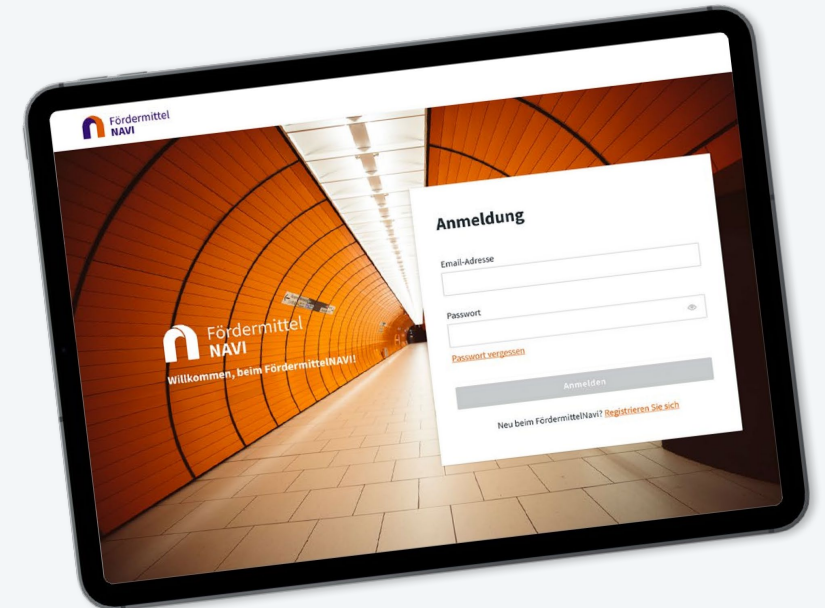 Fördermittel
NAVI
Fördermittel
NAVI
Willkommen, beim FördermittelNAVI!
Anmeldung
Email-Adresse
Passwort
Passwort vergessen
Anmelden
Neu beim FördermittelNavi? Registrieren Sie sich